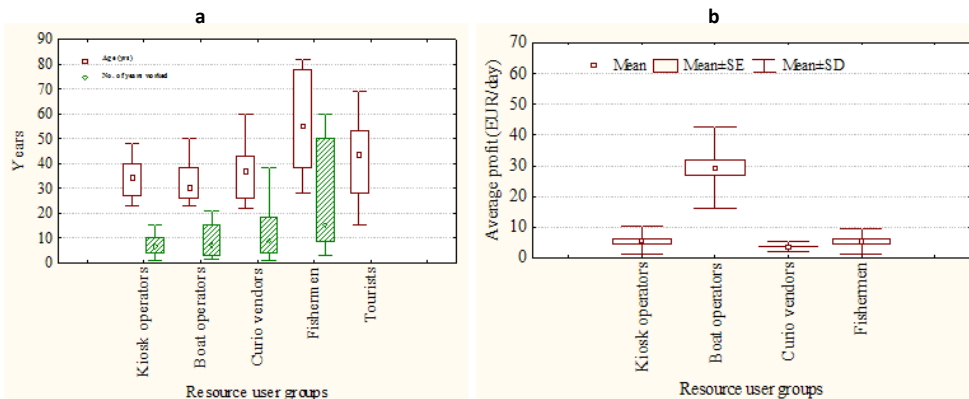 a
90
80
70
60
50
40
30
20
10
0
Years
Age (yrs)
No. of years worked
Kiosk operators
Boat operators
Curio vendors
Fishermen
Tourists
Resource user groups
b
70
60
50
40
30
20
10
0
Average profit (EUR/day)
Mean Mean±SE Mean±SD
Kiosk operators
Boat operators
Curio vendors
Fishermen
Resource user groups